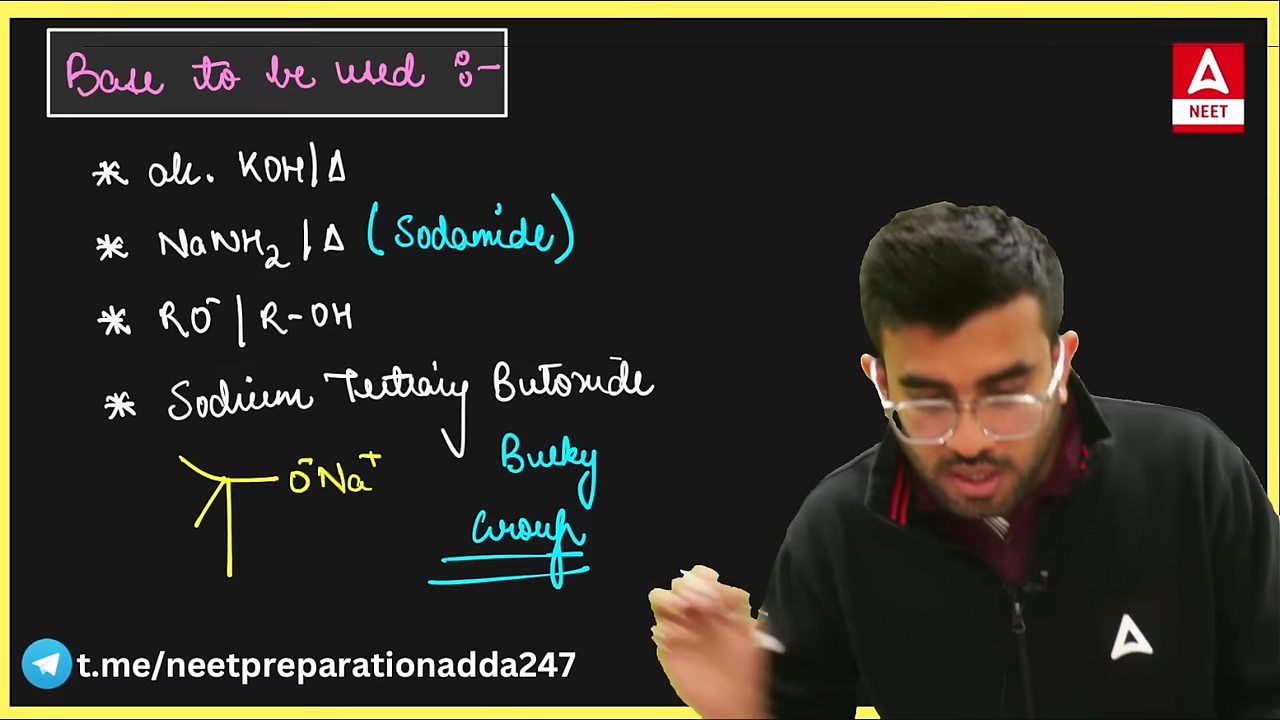 Base to be used :-
NEET
* alc. KOH/Δ
* NaNH₂/Δ (Sodamide)
* RO⁻/R-OH
* Sodium Tertiary Butoxide
O⁻Na⁺
Bulky
Group
t.me/neetpreparationadda247